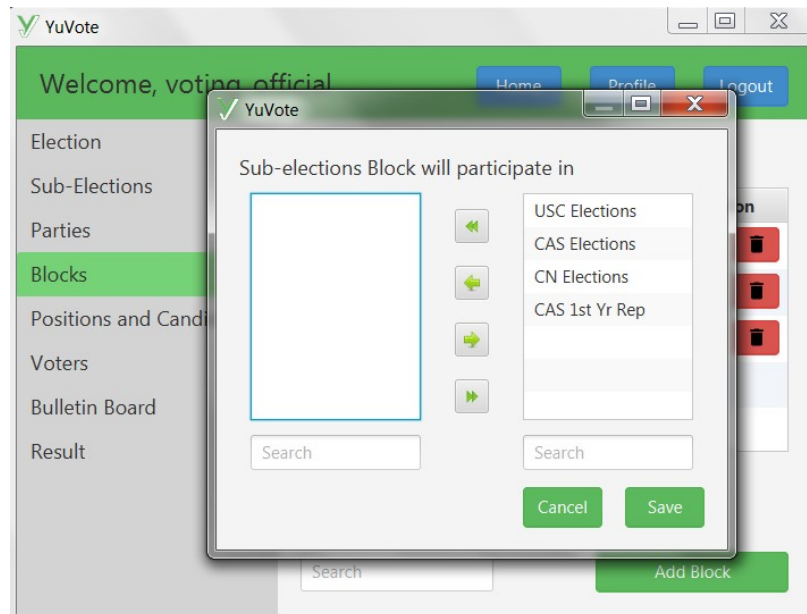 YuVote
Welcome, voting official
Home
Profile
Logout
YuVote
Election
Sub-Elections
Parties
Blocks
Positions and Candi
Voters
Bulletin Board
Result
Sub-elections Block will participate in
USC Elections
CAS Elections
CN Elections
CAS 1st Yr Rep
on
Search
Search
Cancel
Save
Search
Add Block